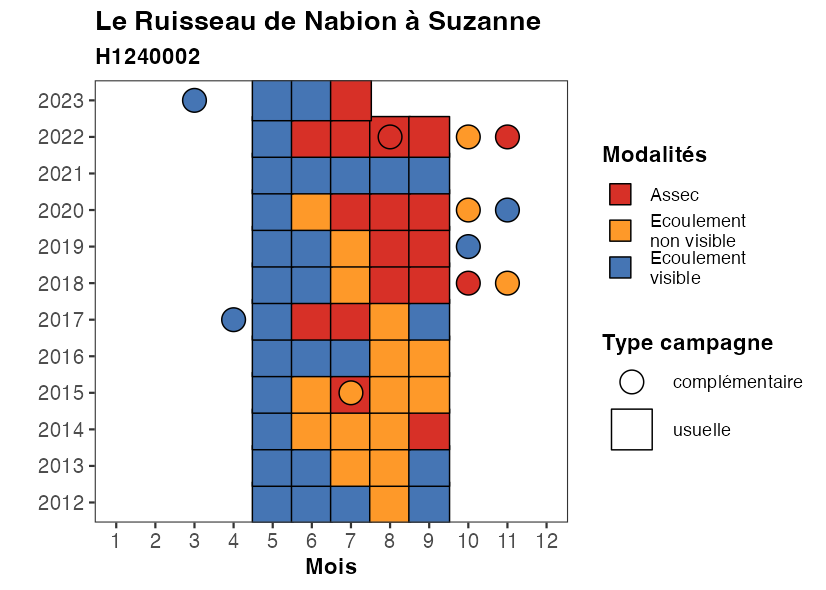 Le Ruisseau de Nabion à Suzanne
H1240002
2023
2022
2021
2020
2019
2018
2017
2016
2015
2014
2013
2012
1 2 3 4 5 6 7 8 9 10 11 12
Mois
Modalités
Assec
Ecoulement
non visible
Ecoulement
visible
Type campagne
complémentaire
usuelle